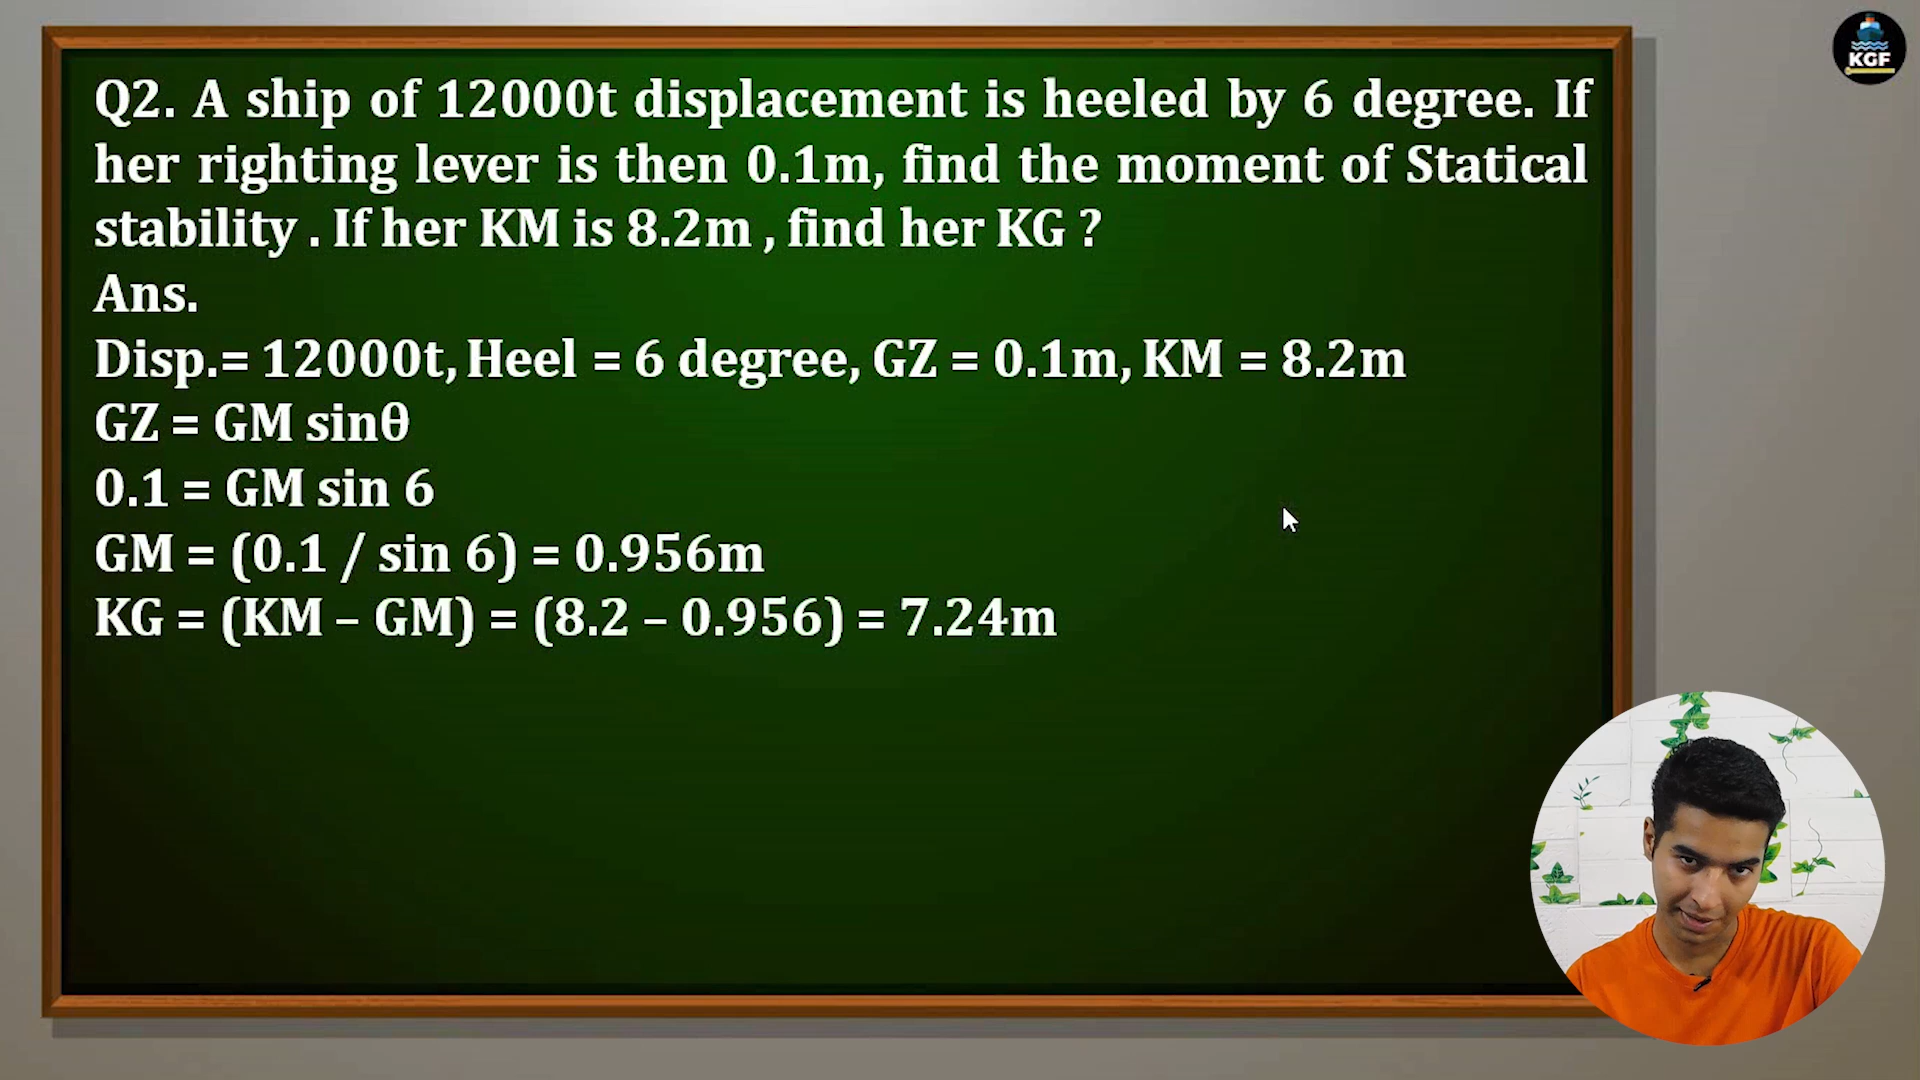 Q2. A ship of 12000t displacement is heeled by 6 degree. If
her righting lever is then 0.1m, find the moment of Statical
stability . If her KM is 8.2m , find her KG ?
Ans.
Disp.= 12000t, Heel = 6 degree, GZ = 0.1m, KM = 8.2m
GZ = GM sinθ
0.1 = GM sin 6
GM = (0.1 / sin 6) = 0.956m
KG = (KM – GM) = (8.2 – 0.956) = 7.24m
KGF